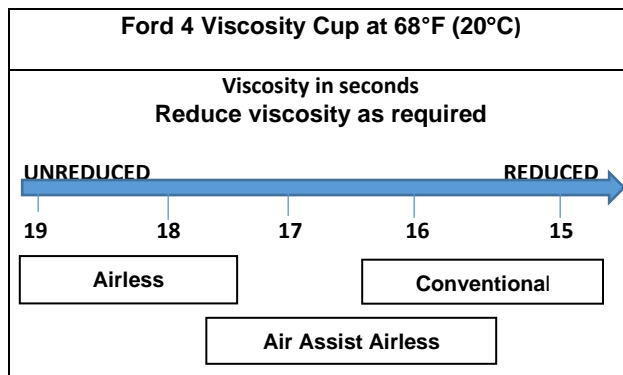 Ford 4 Viscosity Cup at 68°F (20°C)
Viscosity in seconds
Reduce viscosity as required
UNREDUCED REDUCED
19 18 17 16 15
Airless Conventional
Air Assist Airless